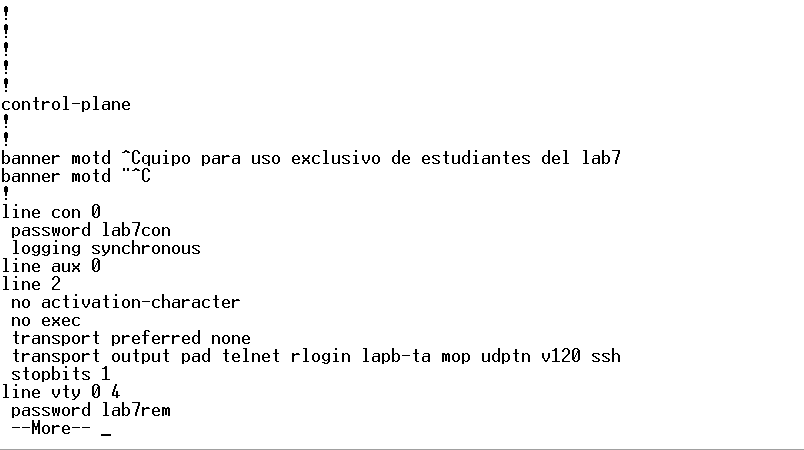 !
!
!
!
!
control-plane
!
!
banner motd ^Cquipo para uso exclusivo de estudiantes del lab7
banner motd "^C
!
line con 0
 password lab7con
 logging synchronous
line aux 0
line 2
 no activation-character
 no exec
 transport preferred none
 transport output pad telnet rlogin lapb-ta mop udptn v120 ssh
 stopbits 1
line vty 0 4
 password lab7rem
 --More-- _